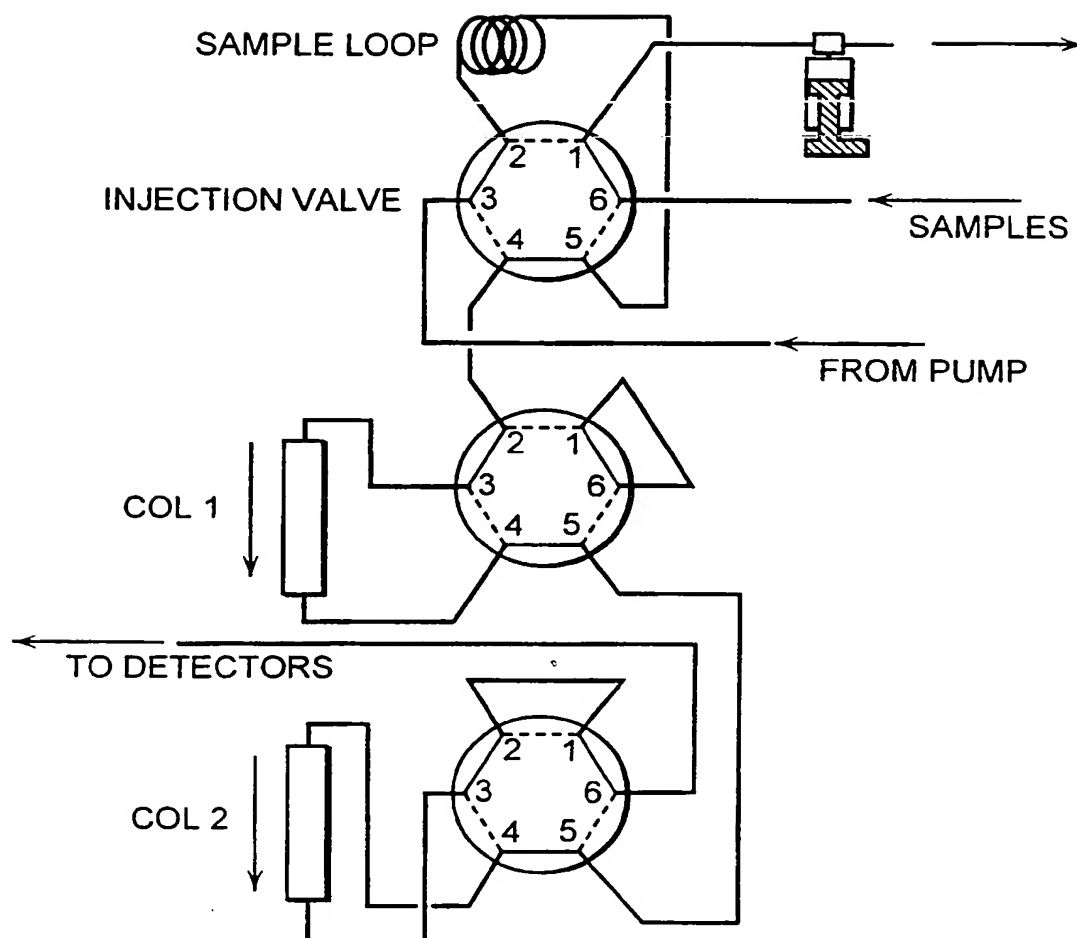 SAMPLE LOOP
2 1
INJECTION VALVE
3 6
4 5
SAMPLES
FROM PUMP
2 1
COL 1
3 6
4 5
TO DETECTORS
2 1
COL 2
3 6
4 5